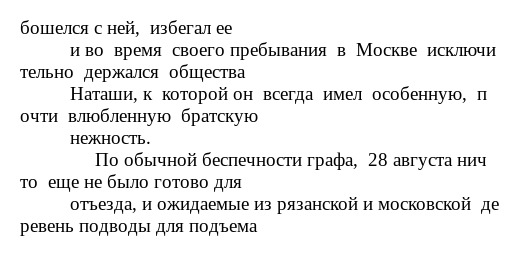 бошелся с ней, избегал ее
и во время своего пребывания в Москве исключи
тельно держался общества
Наташи, к которой он всегда имел особенную, п
очти влюбленную братскую
нежность.
По обычной беспечности графа, 28 августа нич
то еще не было готово для
отъезда, и ожидаемые из рязанской и московской де
ревень подводы для подъема